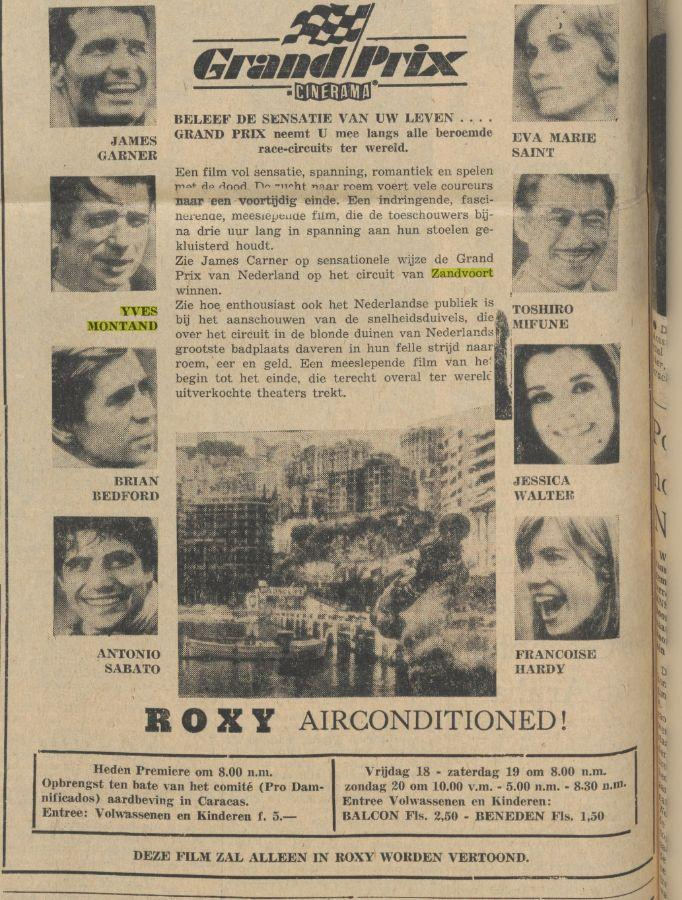 Grand Prix
CINERAMA
BELEEF DE SENSATIE VAN UW LEVEN . . . .
GRAND PRIX neemt U mee langs alle beroemde
race-circuits ter wereld.
JAMES
GARNER
EVA MARIE
SAINT
Een film vol sensatie, spanning, romantiek en spelen
met de dood. De zucht naar roem voert vele coureurs
naar een voortijdig einde. Een indringende, fasci-
nerende, meeslepende film, die de toeschouwers bij-
na drie uur lang in spanning aan hun stoelen ge-
kluisterd houdt.
Zie James Carner op sensationele wijze de Grand
Prix van Nederland op het circuit van Zandvoort
winnen.
Zie hoe enthousiast ook het Nederlandse publiek is
bij het aanschouwen van de snelheidsduivels, die
over het circuit in de blonde duinen van Nederlands
grootste badplaats daveren in hun felle strijd naar
roem, eer en geld. Een meeslepende film van he
begin tot het einde, die terecht overal ter wereld
uitverkochte theaters trekt.
YVES
MONTAND
TOSHIRO
MIFUNE
BRIAN
BEDFORD
JESSICA
WALTER
ANTONIO
SABATO
FRANCOISE
HARDY
ROXY AIRCONDITIONED!
Heden Premiere om 8.00 n.m.
Opbrengst ten bate van het comité (Pro Dam-
nificados) aardbeving in Caracas.
Entree: Volwassenen en Kinderen f. 5.—
Vrijdag 18 - zaterdag 19 om 8.00 n.m.
zondag 20 om 10.00 v.m. - 5.00 n.m. - 8.30 n.m.
Entree Volwassenen en Kinderen:
BALCON Fls. 2,50 - BENEDEN Fls. 1,50
DEZE FILM ZAL ALLEEN IN ROXY WORDEN VERTOOND.